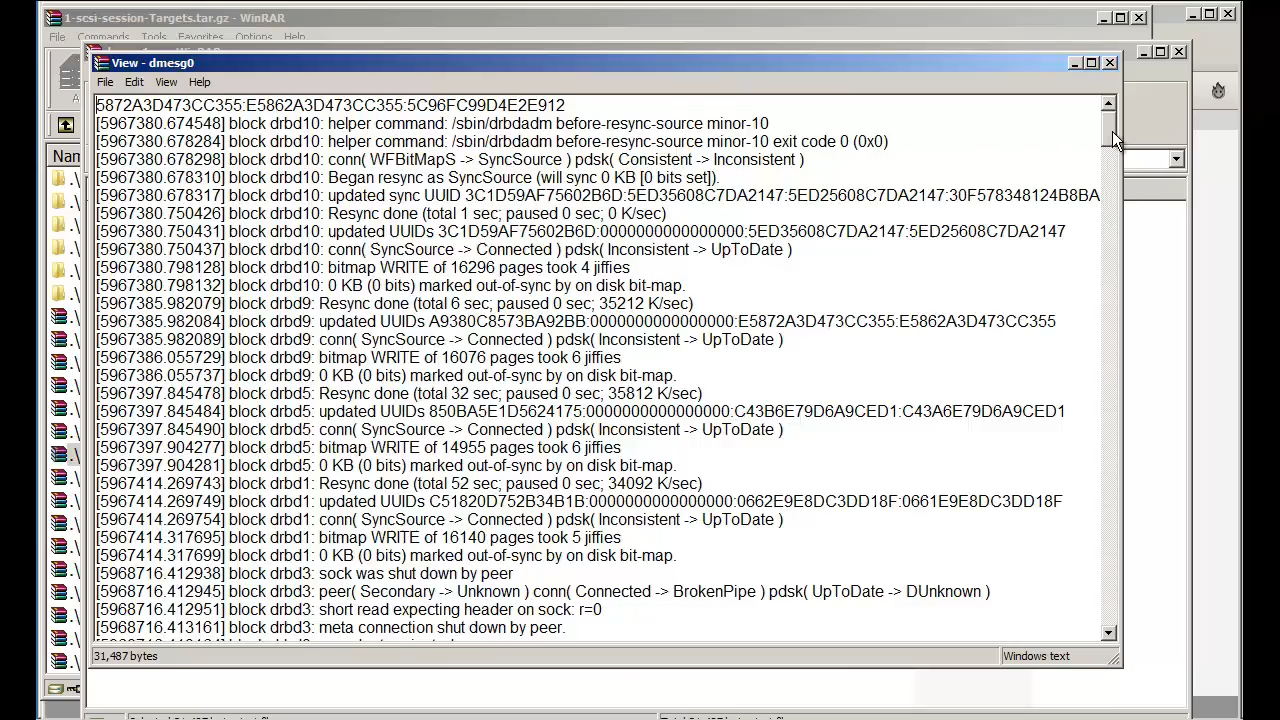 1-scsi-session-Targets.tar.gz - WinRAR
File Commands Tools Favorites Options Help
View - dmesg0
File Edit View Help
5872A3D473CC355:E5862A3D473CC355:5C96FC99D4E2E912
[5967380.674548] block drbd10: helper command: /sbin/drbdadm before-resync-source minor-10
[5967380.678284] block drbd10: helper command: /sbin/drbdadm before-resync-source minor-10 exit code 0 (0x0)
[5967380.678298] block drbd10: conn( WFBitMapS -> SyncSource ) pdsk( Consistent -> Inconsistent )
[5967380.678310] block drbd10: Began resync as SyncSource (will sync 0 KB [0 bits set]).
[5967380.678317] block drbd10: updated sync UUID 3C1D59AF75602B6D:5ED35608C7DA2147:5ED25608C7DA2147:30F578348124B8BA
[5967380.750426] block drbd10: Resync done (total 1 sec; paused 0 sec; 0 K/sec)
[5967380.750431] block drbd10: updated UUIDs 3C1D59AF75602B6D:0000000000000000:5ED35608C7DA2147:5ED25608C7DA2147
[5967380.750437] block drbd10: conn( SyncSource -> Connected ) pdsk( Inconsistent -> UpToDate )
[5967380.798128] block drbd10: bitmap WRITE of 16296 pages took 4 jiffies
[5967380.798132] block drbd10: 0 KB (0 bits) marked out-of-sync by on disk bit-map.
[5967385.982079] block drbd9: Resync done (total 6 sec; paused 0 sec; 35212 K/sec)
[5967385.982084] block drbd9: updated UUIDs A9380C8573BA92BB:0000000000000000:E5872A3D473CC355:E5862A3D473CC355
[5967385.982089] block drbd9: conn( SyncSource -> Connected ) pdsk( Inconsistent -> UpToDate )
[5967386.055729] block drbd9: bitmap WRITE of 16076 pages took 6 jiffies
[5967386.055737] block drbd9: 0 KB (0 bits) marked out-of-sync by on disk bit-map.
[5967397.845478] block drbd5: Resync done (total 32 sec; paused 0 sec; 35812 K/sec)
[5967397.845484] block drbd5: updated UUIDs 850BA5E1D5624175:0000000000000000:C43B6E79D6A9CED1:C43A6E79D6A9CED1
[5967397.845490] block drbd5: conn( SyncSource -> Connected ) pdsk( Inconsistent -> UpToDate )
[5967397.904277] block drbd5: bitmap WRITE of 14955 pages took 6 jiffies
[5967397.904281] block drbd5: 0 KB (0 bits) marked out-of-sync by on disk bit-map.
[5967414.269743] block drbd1: Resync done (total 52 sec; paused 0 sec; 34092 K/sec)
[5967414.269749] block drbd1: updated UUIDs C51820D752B34B1B:0000000000000000:0662E9E8DC3DD18F:0661E9E8DC3DD18F
[5967414.269754] block drbd1: conn( SyncSource -> Connected ) pdsk( Inconsistent -> UpToDate )
[5967414.317695] block drbd1: bitmap WRITE of 16140 pages took 5 jiffies
[5967414.317699] block drbd1: 0 KB (0 bits) marked out-of-sync by on disk bit-map.
[5968716.412938] block drbd3: sock was shut down by peer
[5968716.412945] block drbd3: peer( Secondary -> Unknown ) conn( Connected -> BrokenPipe ) pdsk( UpToDate -> DUnknown )
[5968716.412951] block drbd3: short read expecting header on sock: r=0
[5968716.413161] block drbd3: meta connection shut down by peer.
31,487 bytes
Windows text